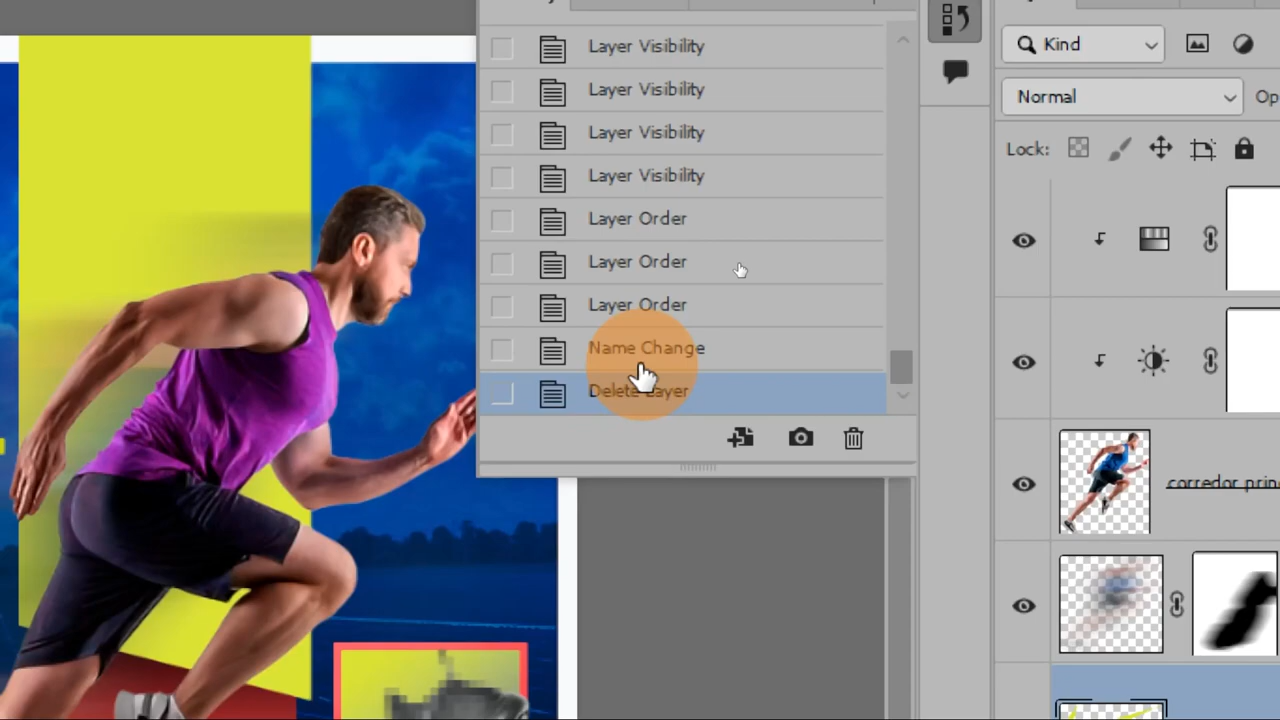 Layer Visibility
Layer Visibility
Layer Visibility
Layer Visibility
Layer Order
Layer Order
Layer Order
Name Change
Delete Layer
Kind
Normal
Op
Lock:
corredor prin